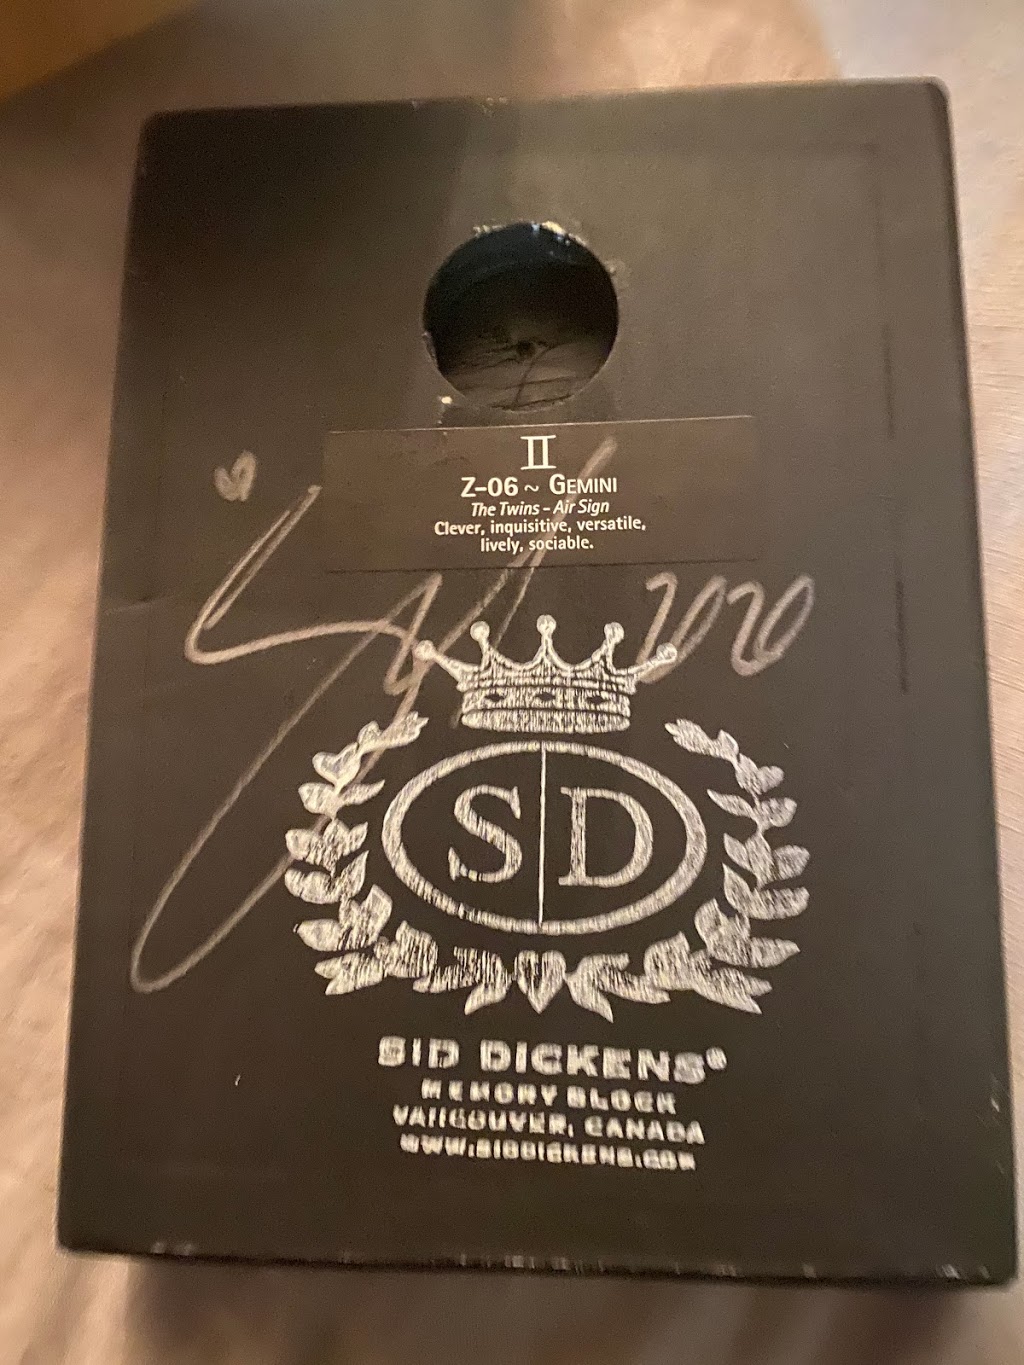 II
Z-06 ~ GEMINI
The Twins - Air Sign
Clever, inquisitive, versatile,
lively, sociable.
2020
S D
SID DICKENS®
MEMORY BLOCK
VANCOUVER, CANADA
WWW.SIDDICKENS.COM